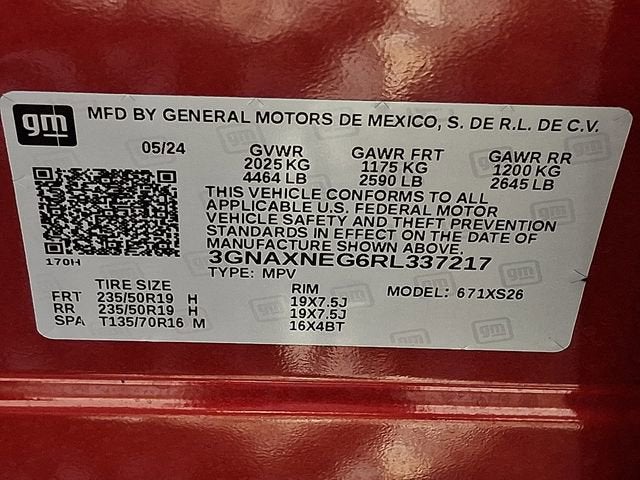 gm MFD BY GENERAL MOTORS DE MEXICO, S. DE R.L. DE C.V.
05/24 GVWR GAWR FRT GAWR RR
2025 KG 1175 KG 1200 KG
4464 LB 2590 LB 2645 LB
THIS VEHICLE CONFORMS TO ALL
APPLICABLE U.S. FEDERAL MOTOR
VEHICLE SAFETY AND THEFT PREVENTION
STANDARDS IN EFFECT ON THE DATE OF
MANUFACTURE SHOWN ABOVE.
170H 3GNAXNEG6RL337217
TYPE: MPV
TIRE SIZE RIM MODEL: 671XS26
FRT 235/50R19 H 19X7.5J
RR 235/50R19 H 19X7.5J
SPA T135/70R16 M 16X4BT